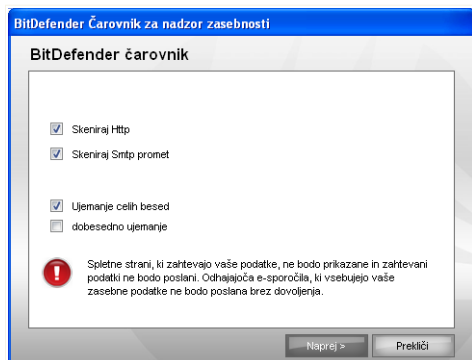 BitDefender Čarovnik za nadzor zasebnosti
BitDefender čarovnik
Skeniraj Http
Skeniraj Smtp promet
Ujemanje celih besed
dobesedno ujemanje
Spletne strani, ki zahtevajo vaše podatke, ne bodo prikazane in zahtevani
podatki ne bodo poslani. Odhajajoča e-sporočila, ki vsebujejo vaše
zasebne podatke ne bodo poslana brez dovoljenja.
Naprej >
Prekliči